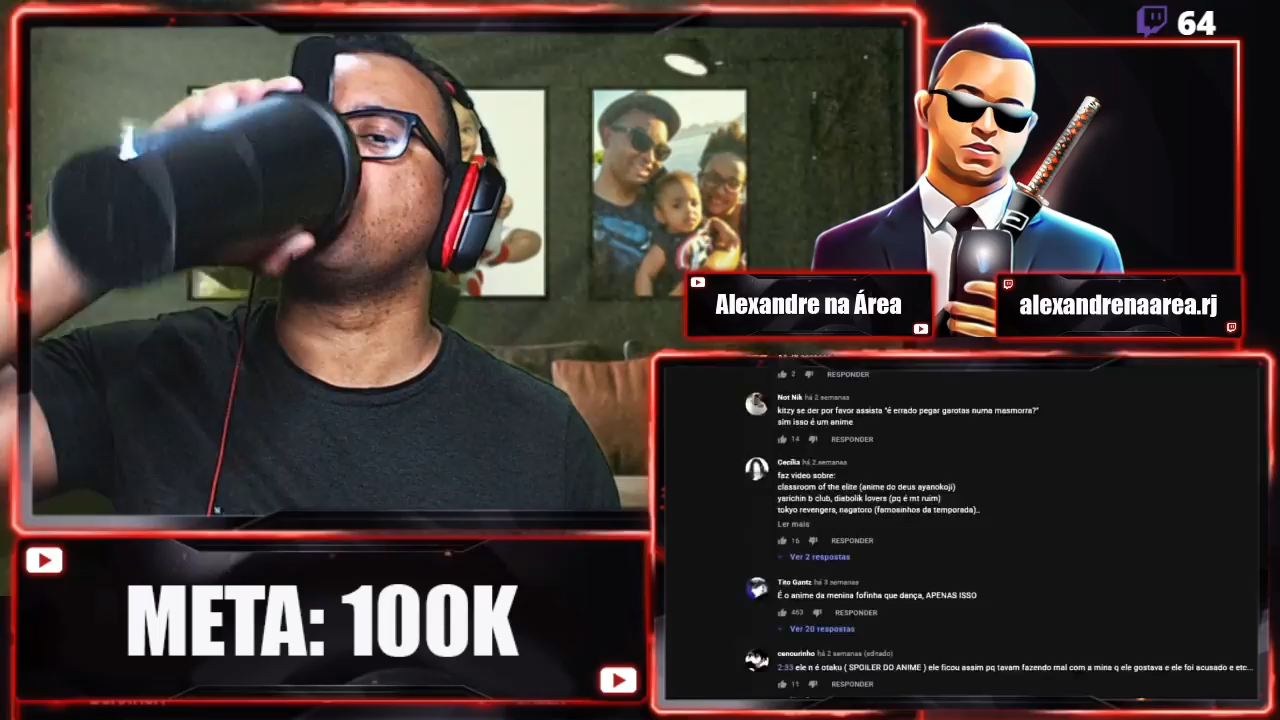 64
Alexandre na Área
alexandrenaarea.rj
2 RESPONDER
Not Nik há 2 semanas
kitzy se der por favor assista "é errado pegar garotas numa masmorra?"
sim isso é um anime
14 RESPONDER
Cecília há 2 semanas
faz video sobre:
classroom of the elite (anime do deus ayanokoji)
yarichin b club, diabolik lovers (pq é mt ruim)
tokyo revengers, nagatoro (famosinhos da temporada)..
Ler mais
16 RESPONDER
Ver 2 respostas
Tito Gantz há 3 semanas
É o anime da menina fofinha que dança, APENAS ISSO
463 RESPONDER
Ver 20 respostas
cenourinho há 2 semanas (editado)
2:33 ele n é otaku ( SPOILER DO ANIME ) ele ficou assim pq tavam fazendo mal com a mina q ele gostava e ele foi acusado e etc...
11 RESPONDER
META: 100K